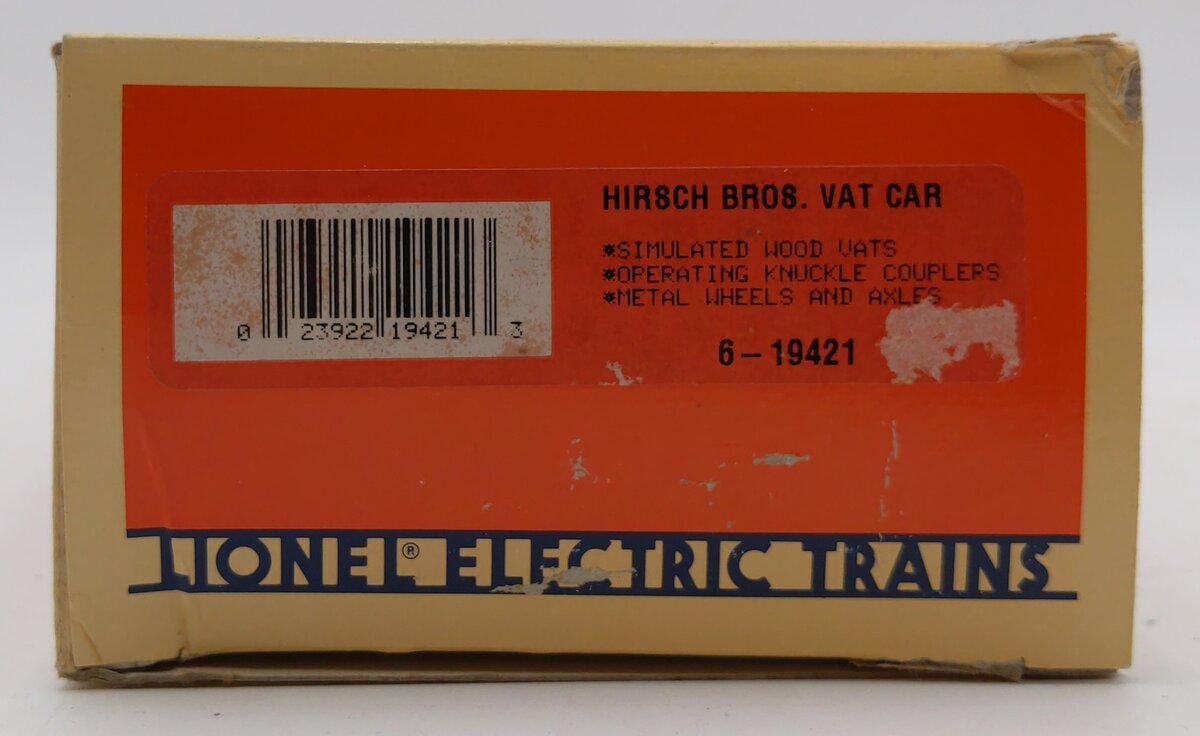 HIRSCH BROS. VAT CAR
*SIMULATED WOOD VATS
*OPERATING KNUCKLE COUPLERS
*METAL WHEELS AND AXLES
0 23922 19421 3
6-19421
LIONEL® ELECTRIC TRAINS